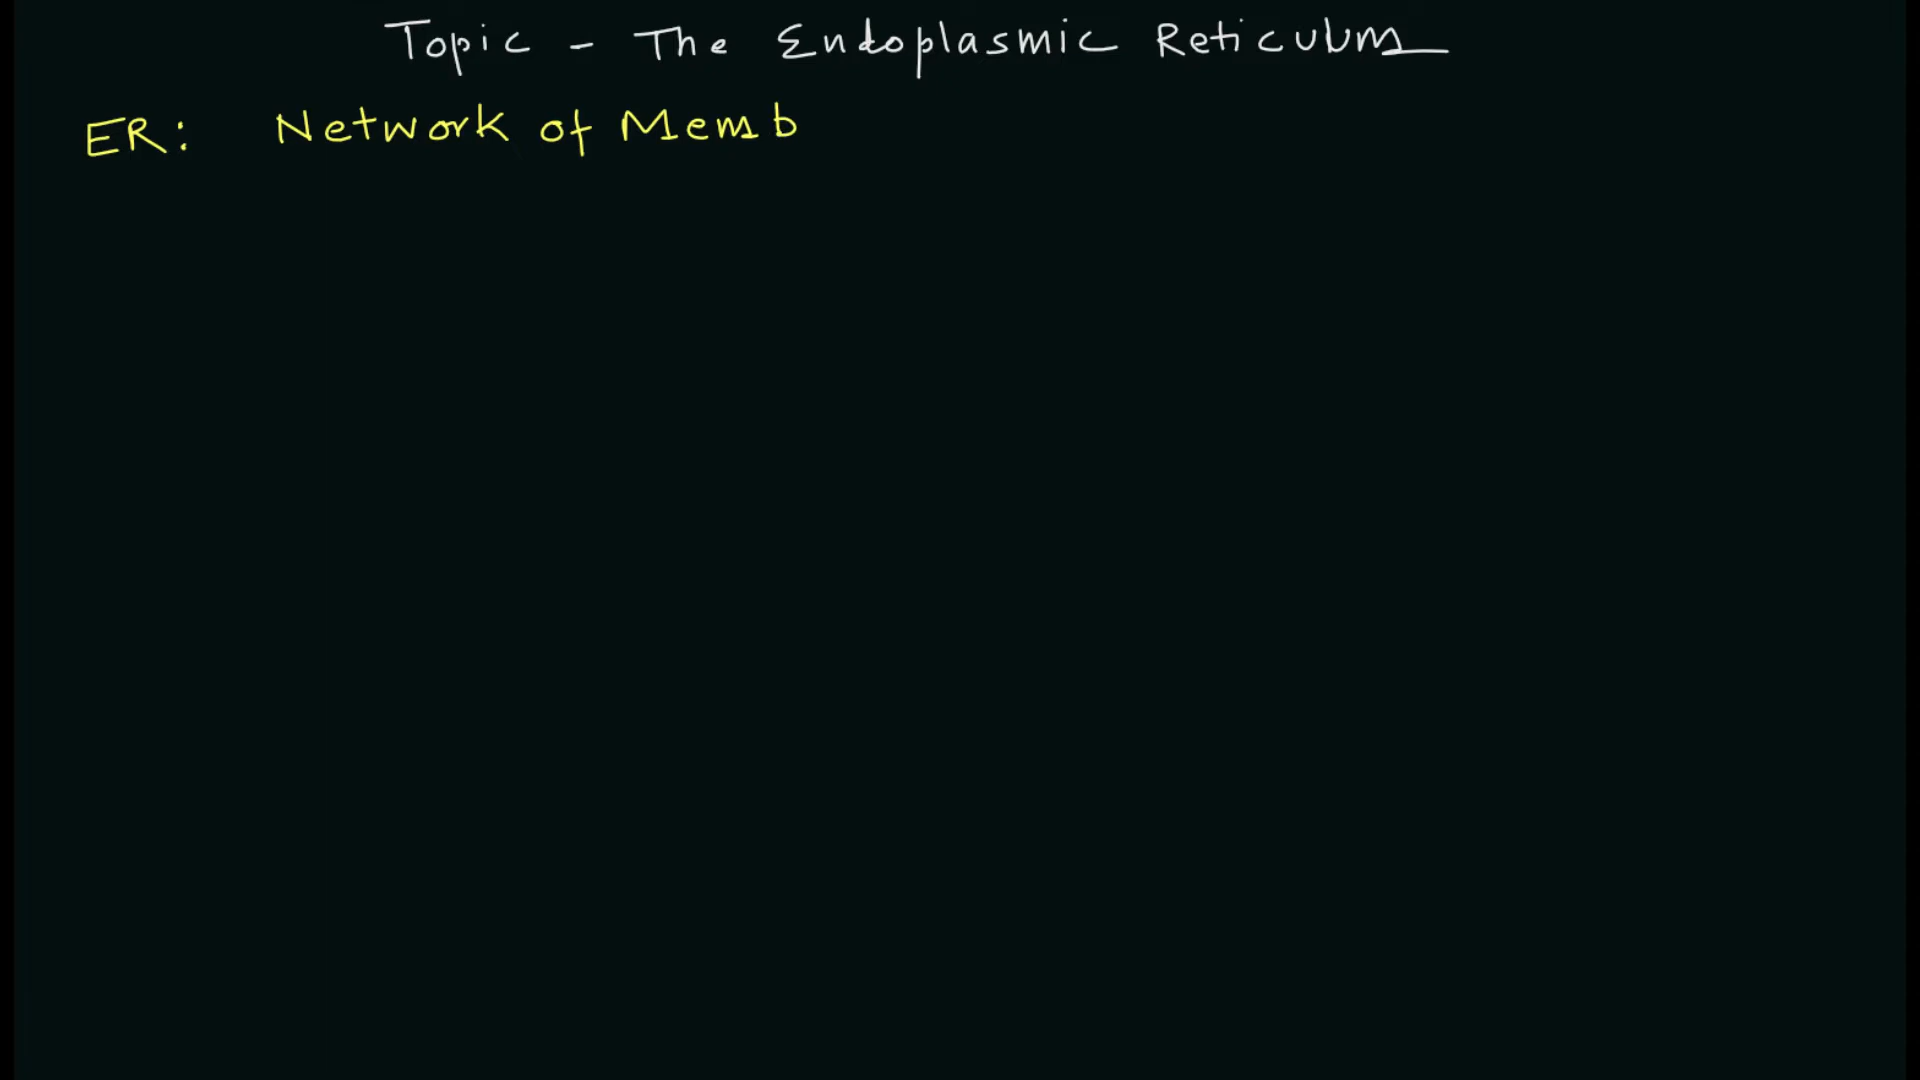 Topic - The Endoplasmic Reticulum
ER: Network of Memb